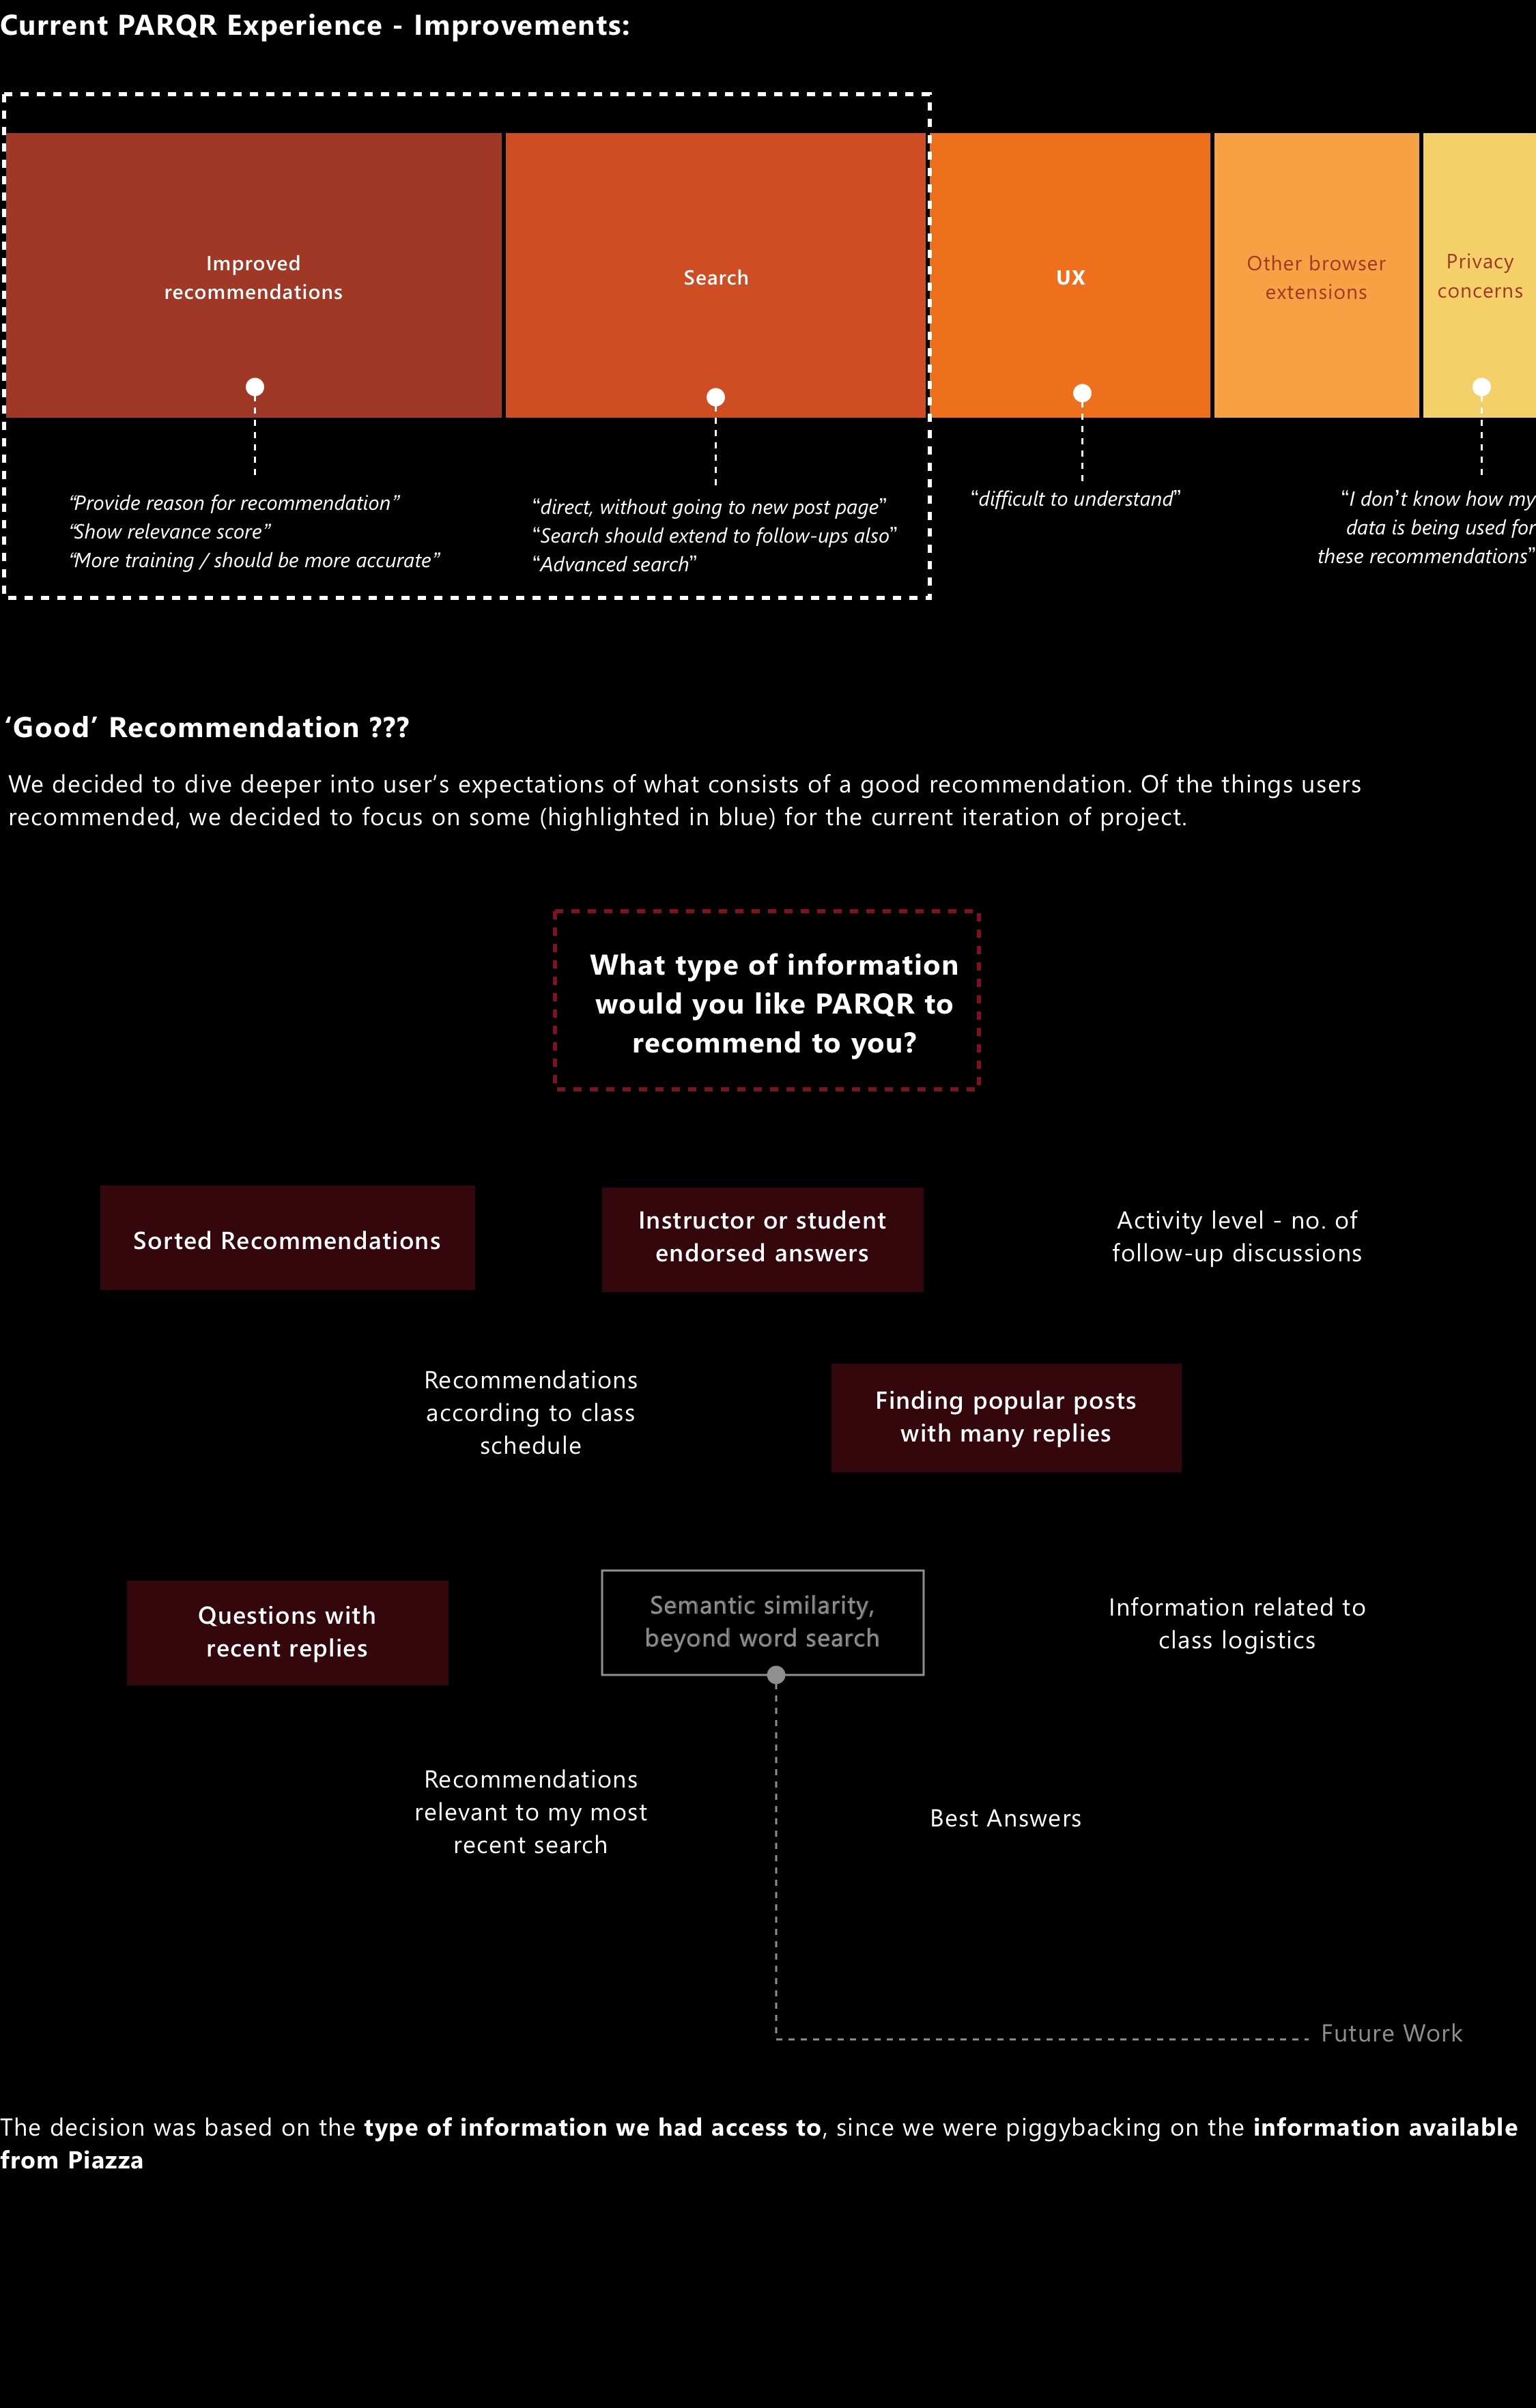 Current PARQR Experience - Improvements:
Improved
recommendations
Search
UX
Other browser
extensions
Privacy
concerns
“Provide reason for recommendation”
“Show relevance score”
“More training / should be more accurate”
“direct, without going to new post page”
“Search should extend to follow-ups also”
“Advanced search”
“difficult to understand”
“I don’t know how my
data is being used for
these recommendations”
‘Good’ Recommendation ???
We decided to dive deeper into user’s expectations of what consists of a good recommendation. Of the things users
recommended, we decided to focus on some (highlighted in blue) for the current iteration of project.
What type of information
would you like PARQR to
recommend to you?
Sorted Recommendations
Instructor or student
endorsed answers
Activity level - no. of
follow-up discussions
Recommendations
according to class
schedule
Finding popular posts
with many replies
Questions with
recent replies
Semantic similarity,
beyond word search
Information related to
class logistics
Recommendations
relevant to my most
recent search
Best Answers
Future Work
The decision was based on the type of information we had access to, since we were piggybacking on the information available
from Piazza